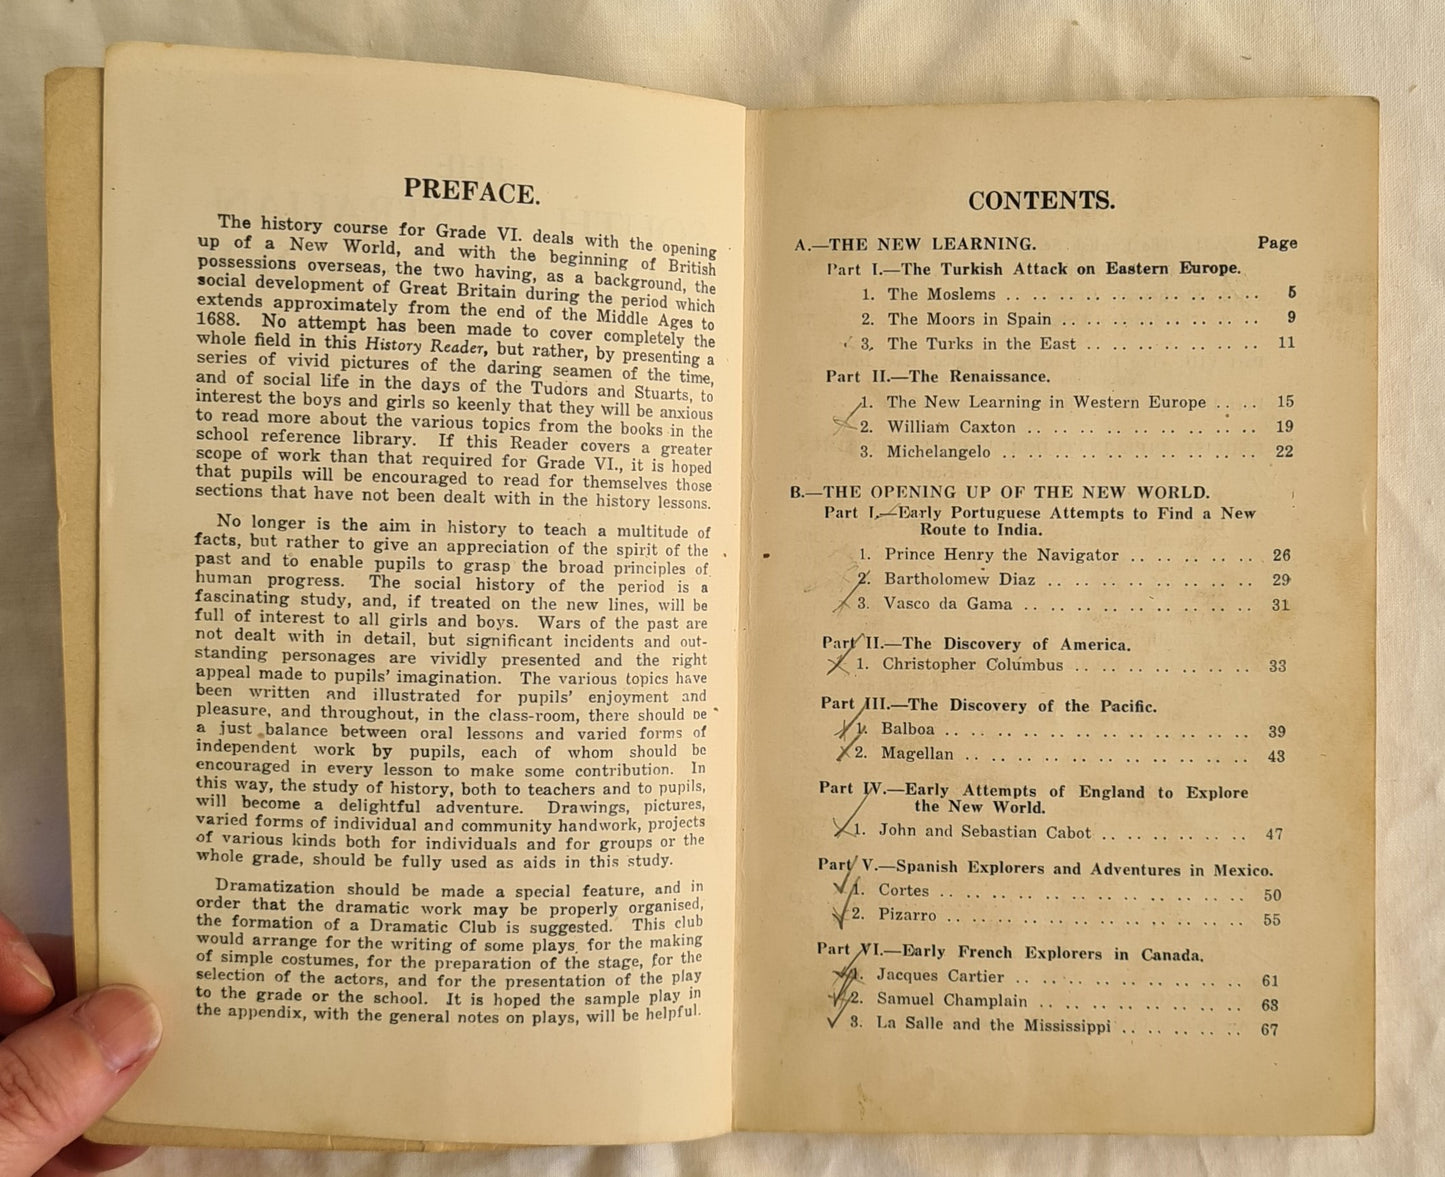 PREFACE.
The history course for Grade VI. deals with the opening
up of a New World, and with the beginning of British
possessions overseas, the two having, as a background, the
social development of Great Britain during the period which
extends approximately from the end of the Middle Ages to
1688. No attempt has been made to cover completely the
whole field in this History Reader, but rather, by presenting a
series of vivid pictures of the daring seamen of the time,
and of social life in the days of the Tudors and Stuarts, to
interest the boys and girls so keenly that they will be anxious
to read more about the various topics from the books in the
school reference library. If this Reader covers a greater
scope of work than that required for Grade VI., it is hoped
that pupils will be encouraged to read for themselves those
sections that have not been dealt with in the history lessons.
No longer is the aim in history to teach a multitude of
facts, but rather to give an appreciation of the spirit of the
past and to enable pupils to grasp the broad principles of
human progress. The social history of the period is a
fascinating study, and, if treated on the new lines, will be
full of interest to all girls and boys. Wars of the past are
not dealt with in detail, but significant incidents and out-
standing personages are vividly presented and the right
appeal made to pupils' imagination. The various topics have
been written and illustrated for pupils' enjoyment and
pleasure, and throughout, in the class-room, there should be
a just balance between oral lessons and varied forms of
independent work by pupils, each of whom should be
encouraged in every lesson to make some contribution. In
this way, the study of history, both to teachers and to pupils,
will become a delightful adventure. Drawings, pictures,
varied forms of individual and community handwork, projects
of various kinds both for individuals and for groups or the
whole grade, should be fully used as aids in this study.
Dramatization should be made a special feature, and in
order that the dramatic work may be properly organised,
the formation of a Dramatic Club is suggested. This club
would arrange for the writing of some plays, for the making
of simple costumes, for the preparation of the stage, for the
selection of the actors, and for the presentation of the play
to the grade or the school. It is hoped the sample play in
the appendix, with the general notes on plays, will be helpful.
CONTENTS.
A.—THE NEW LEARNING. Page
Part I.—The Turkish Attack on Eastern Europe.
1. The Moslems .. .. .. .. .. .. .. .. .. 5
2. The Moors in Spain .. .. .. .. .. .. .. 9
3. The Turks in the East .. .. .. .. .. .. 11
Part II.—The Renaissance.
1. The New Learning in Western Europe .. .. 15
2. William Caxton .. .. .. .. .. .. .. .. 19
3. Michelangelo .. .. .. .. .. .. .. .. .. 22
B.—THE OPENING UP OF THE NEW WORLD.
Part I.—Early Portuguese Attempts to Find a New
Route to India.
1. Prince Henry the Navigator .. .. .. .. 26
2. Bartholomew Diaz .. .. .. .. .. .. .. 29
3. Vasco da Gama .. .. .. .. .. .. .. .. 31
Part II.—The Discovery of America.
1. Christopher Columbus .. .. .. .. .. .. 33
Part III.—The Discovery of the Pacific.
1. Balboa .. .. .. .. .. .. .. .. .. .. 39
2. Magellan .. .. .. .. .. .. .. .. .. 43
Part IV.—Early Attempts of England to Explore
the New World.
1. John and Sebastian Cabot .. .. .. .. .. 47
Part V.—Spanish Explorers and Adventures in Mexico.
1. Cortes .. .. .. .. .. .. .. .. .. .. 50
2. Pizarro .. .. .. .. .. .. .. .. .. .. 55
Part VI.—Early French Explorers in Canada.
1. Jacques Cartier .. .. .. .. .. .. .. .. 61
2. Samuel Champlain .. .. .. .. .. .. .. 63
3. La Salle and the Mississippi .. .. .. .. 67